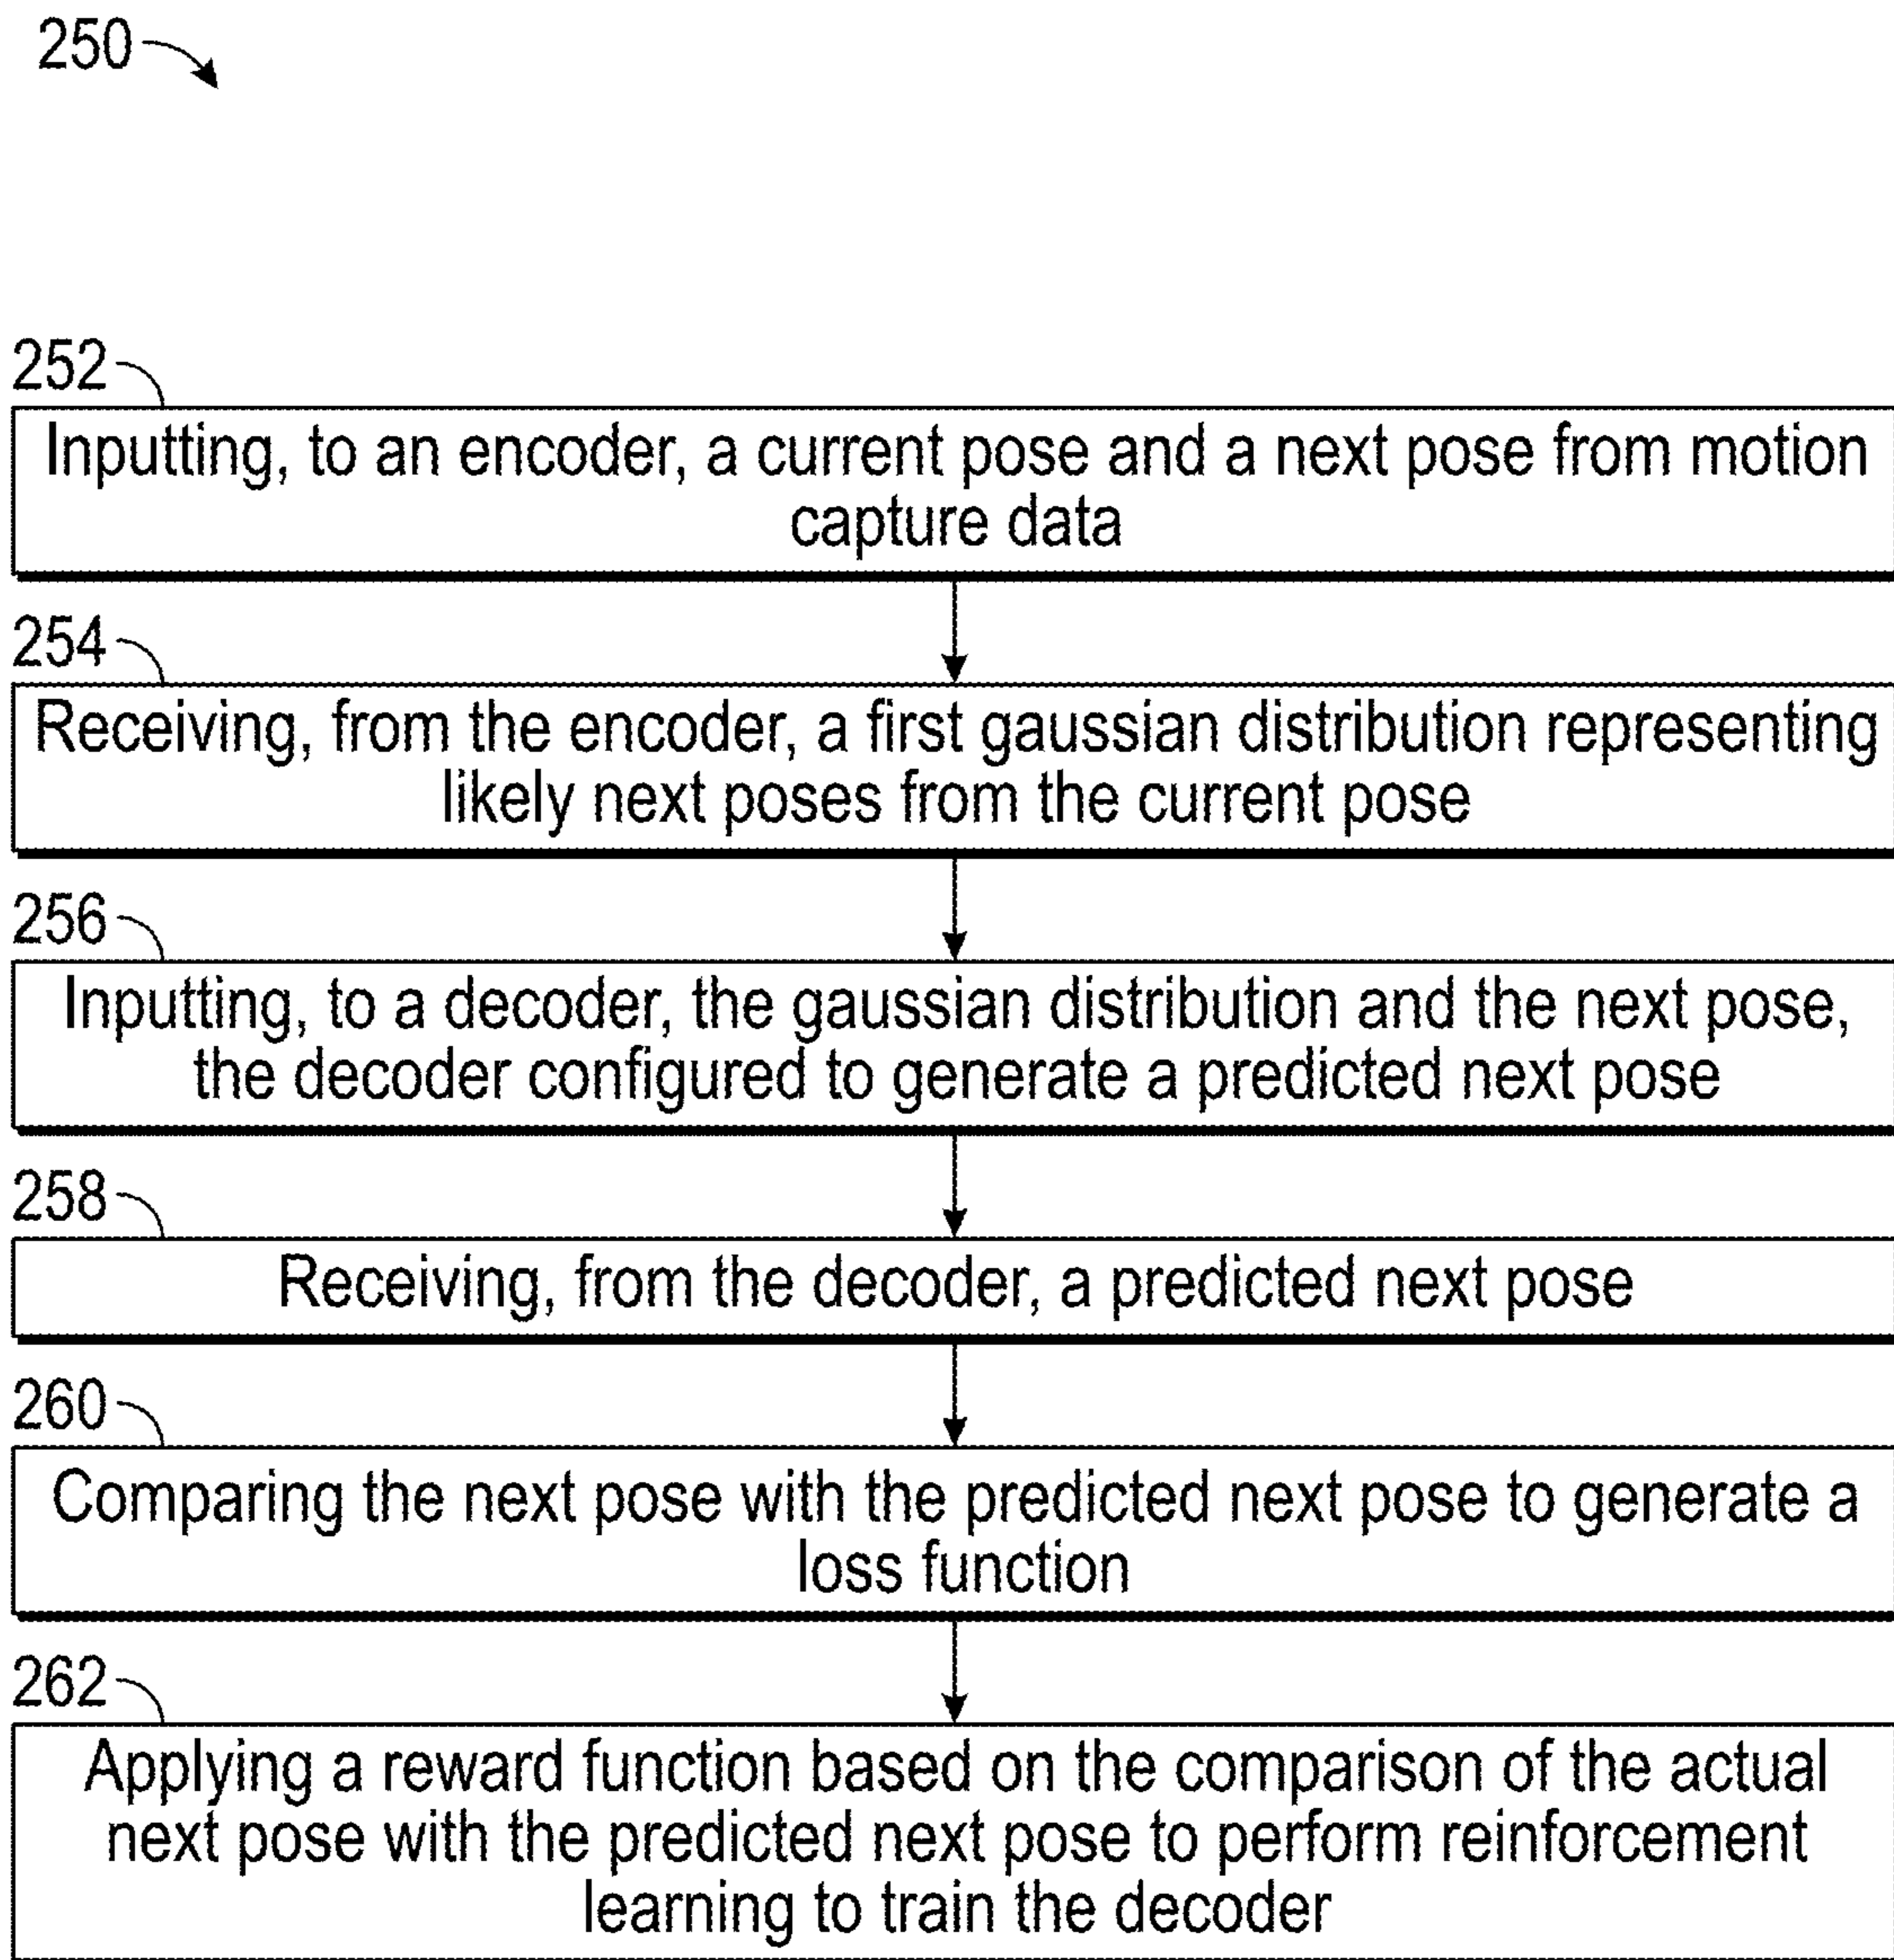 250
252
Inputting, to an encoder, a current pose and a next pose from motion
capture data
254
Receiving, from the encoder, a first gaussian distribution representing
likely next poses from the current pose
256
Inputting, to a decoder, the gaussian distribution and the next pose,
the decoder configured to generate a predicted next pose
258
Receiving, from the decoder, a predicted next pose
260
Comparing the next pose with the predicted next pose to generate a
loss function
262
Applying a reward function based on the comparison of the actual
next pose with the predicted next pose to perform reinforcement
learning to train the decoder